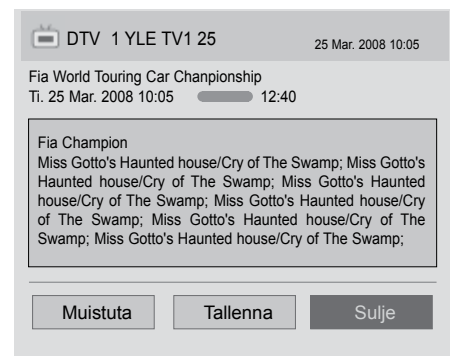 DTV 1 YLE TV1 25 25 Mar. 2008 10:05
Fia World Touring Car Chanpionship
Ti. 25 Mar. 2008 10:05 12:40
Fia Champion
Miss Gotto's Haunted house/Cry of The Swamp; Miss Gotto's
Haunted house/Cry of The Swamp; Miss Gotto's Haunted
house/Cry of The Swamp; Miss Gotto's Haunted house/Cry
of The Swamp; Miss Gotto's Haunted house/Cry of The
Swamp; Miss Gotto's Haunted house/Cry of The Swamp;
Muistuta Tallenna Sulje